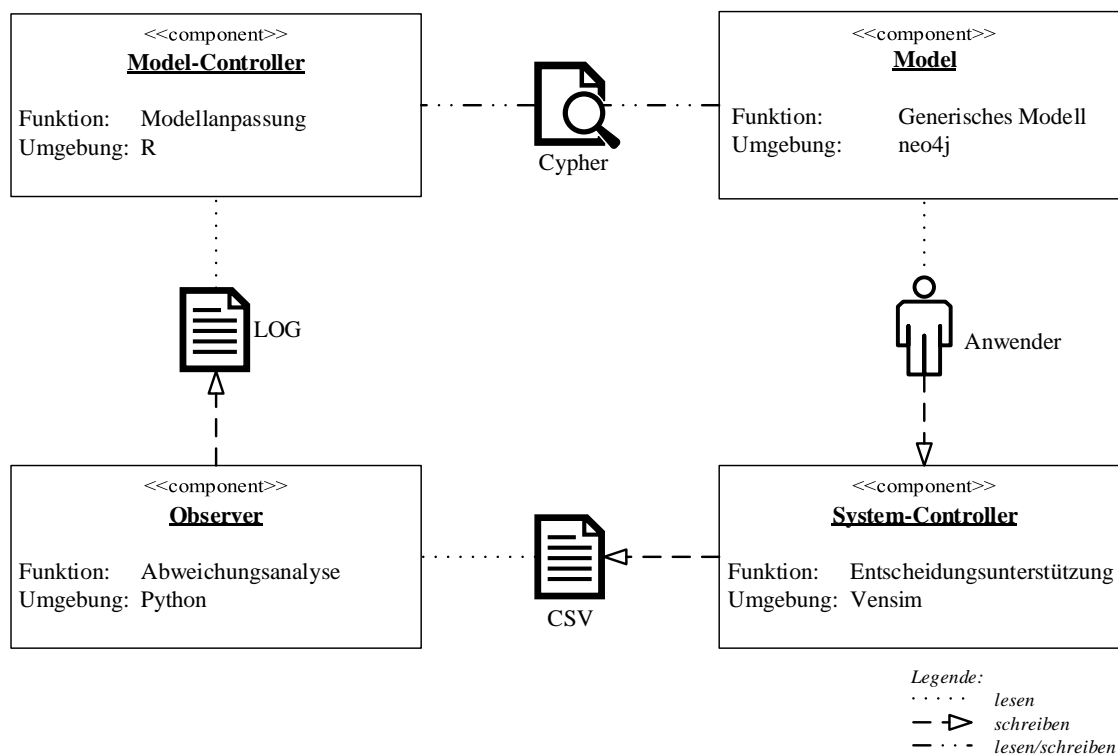 <<component>>
Model-Controller
Funktion: Modellanpassung
Umgebung: R
Cypher
<<component>>
Model
Funktion: Generisches Modell
Umgebung: neo4j
LOG
Anwender
<<component>>
Observer
Funktion: Abweichungsanalyse
Umgebung: Python
CSV
<<component>>
System-Controller
Funktion: Entscheidungsunterstützung
Umgebung: Vensim
Legende:
lesen
schreiben
lesen/schreiben